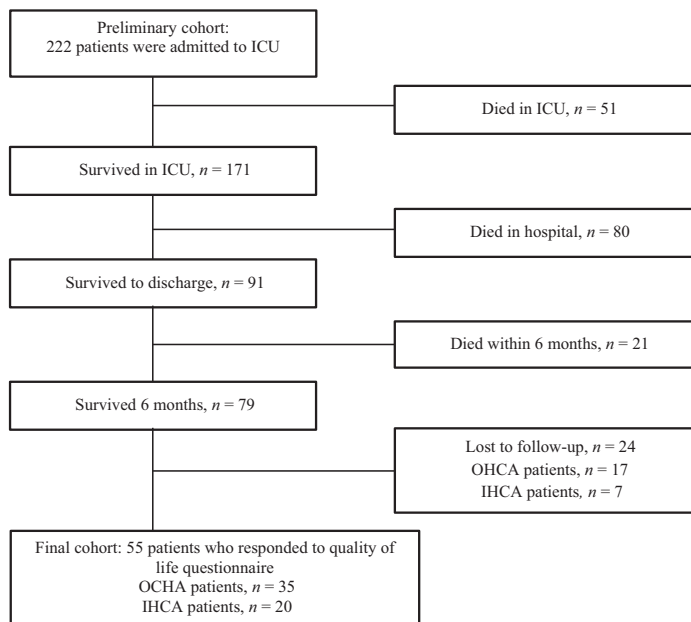 Preliminary cohort:
222 patients were admitted to ICU
Died in ICU, n = 51
Survived in ICU, n = 171
Died in hospital, n = 80
Survived to discharge, n = 91
Died within 6 months, n = 21
Survived 6 months, n = 79
Lost to follow-up, n = 24
OHCA patients, n = 17
IHCA patients, n = 7
Final cohort: 55 patients who responded to quality of
life questionnaire
OCHA patients, n = 35
IHCA patients, n = 20